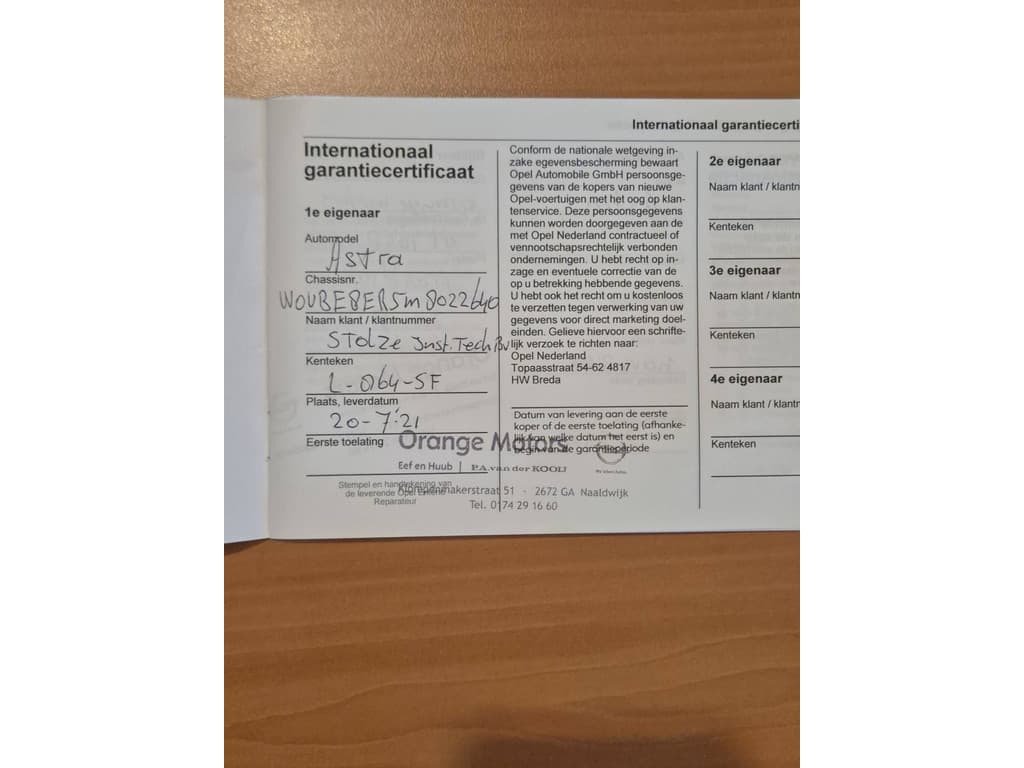 Internationaal garantiecerti
Internationaal
garantiecertificaat
1e eigenaar
Automodel
Astra
Chassisnr.
WOVBE8ER5M8022640
Naam klant / klantnummer
Stolze Inst.Tech BV
Kenteken
L-064-SF
Plaats, leverdatum
20-7-'21
Eerste toelating
Stempel en handtekening van
de leverende Opel Erkend
Reparateur
Orange Motors
Eef en Huub | P.A. van der KOOIJ
Klompenmakerstraat 51 - 2672 GA Naaldwijk
Tel. 0174 29 16 60
Conform de nationale wetgeving in-
zake egevensbescherming bewaart
Opel Automobile GmbH persoonsge-
gevens van de kopers van nieuwe
Opel-voertuigen met het oog op klan-
tenservice. Deze persoonsgegevens
kunnen worden doorgegeven aan de
met Opel Nederland contractueel of
vennootschapsrechtelijk verbonden
ondernemingen. U hebt recht op in-
zage en eventuele correctie van de
op u betrekking hebbende gegevens.
U hebt ook het recht om u kostenloos
te verzetten tegen verwerking van uw
gegevens voor direct marketing doel-
einden. Gelieve hiervoor een schrifte-
lijk verzoek te richten naar:
Opel Nederland
Topaasstraat 54-62 4817
HW Breda
Datum van levering aan de eerste
koper of de eerste toelating (afhanke-
lijk van welke datum het eerst is) en
begin van de garantieperiode
2e eigenaar
Naam klant / klantn
Kenteken
3e eigenaar
Naam klant / klantn
Kenteken
4e eigenaar
Naam klant / klantn
Kenteken